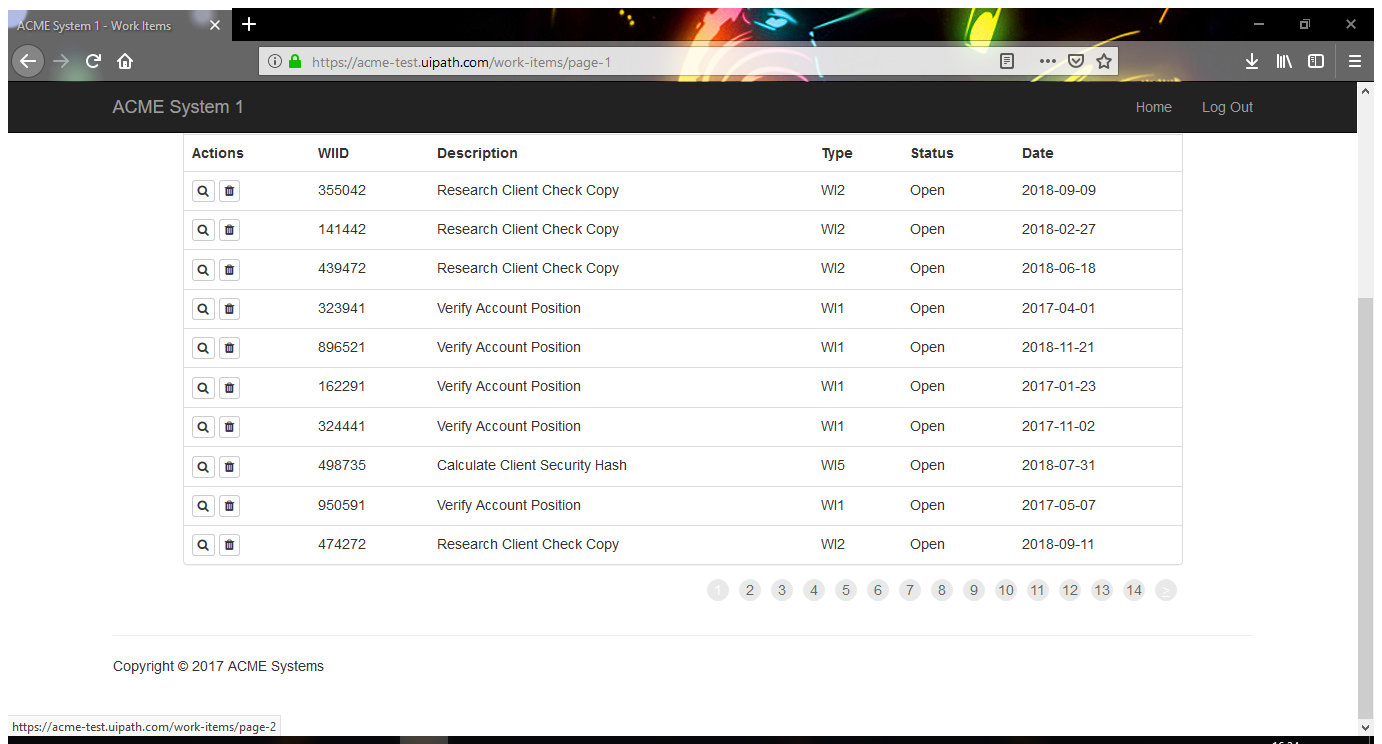 ACME System 1 - Work Items
https://acme-test.uipath.com/work-items/page-1
ACME System 1 Home Log Out
Actions WIID Description Type Status Date
355042 Research Client Check Copy WI2 Open 2018-09-09
141442 Research Client Check Copy WI2 Open 2018-02-27
439472 Research Client Check Copy WI2 Open 2018-06-18
323941 Verify Account Position WI1 Open 2017-04-01
896521 Verify Account Position WI1 Open 2018-11-21
162291 Verify Account Position WI1 Open 2017-01-23
324441 Verify Account Position WI1 Open 2017-11-02
498735 Calculate Client Security Hash WI5 Open 2018-07-31
950591 Verify Account Position WI1 Open 2017-05-07
474272 Research Client Check Copy WI2 Open 2018-09-11
1 2 3 4 5 6 7 8 9 10 11 12 13 14 >
Copyright © 2017 ACME Systems
https://acme-test.uipath.com/work-items/page-2